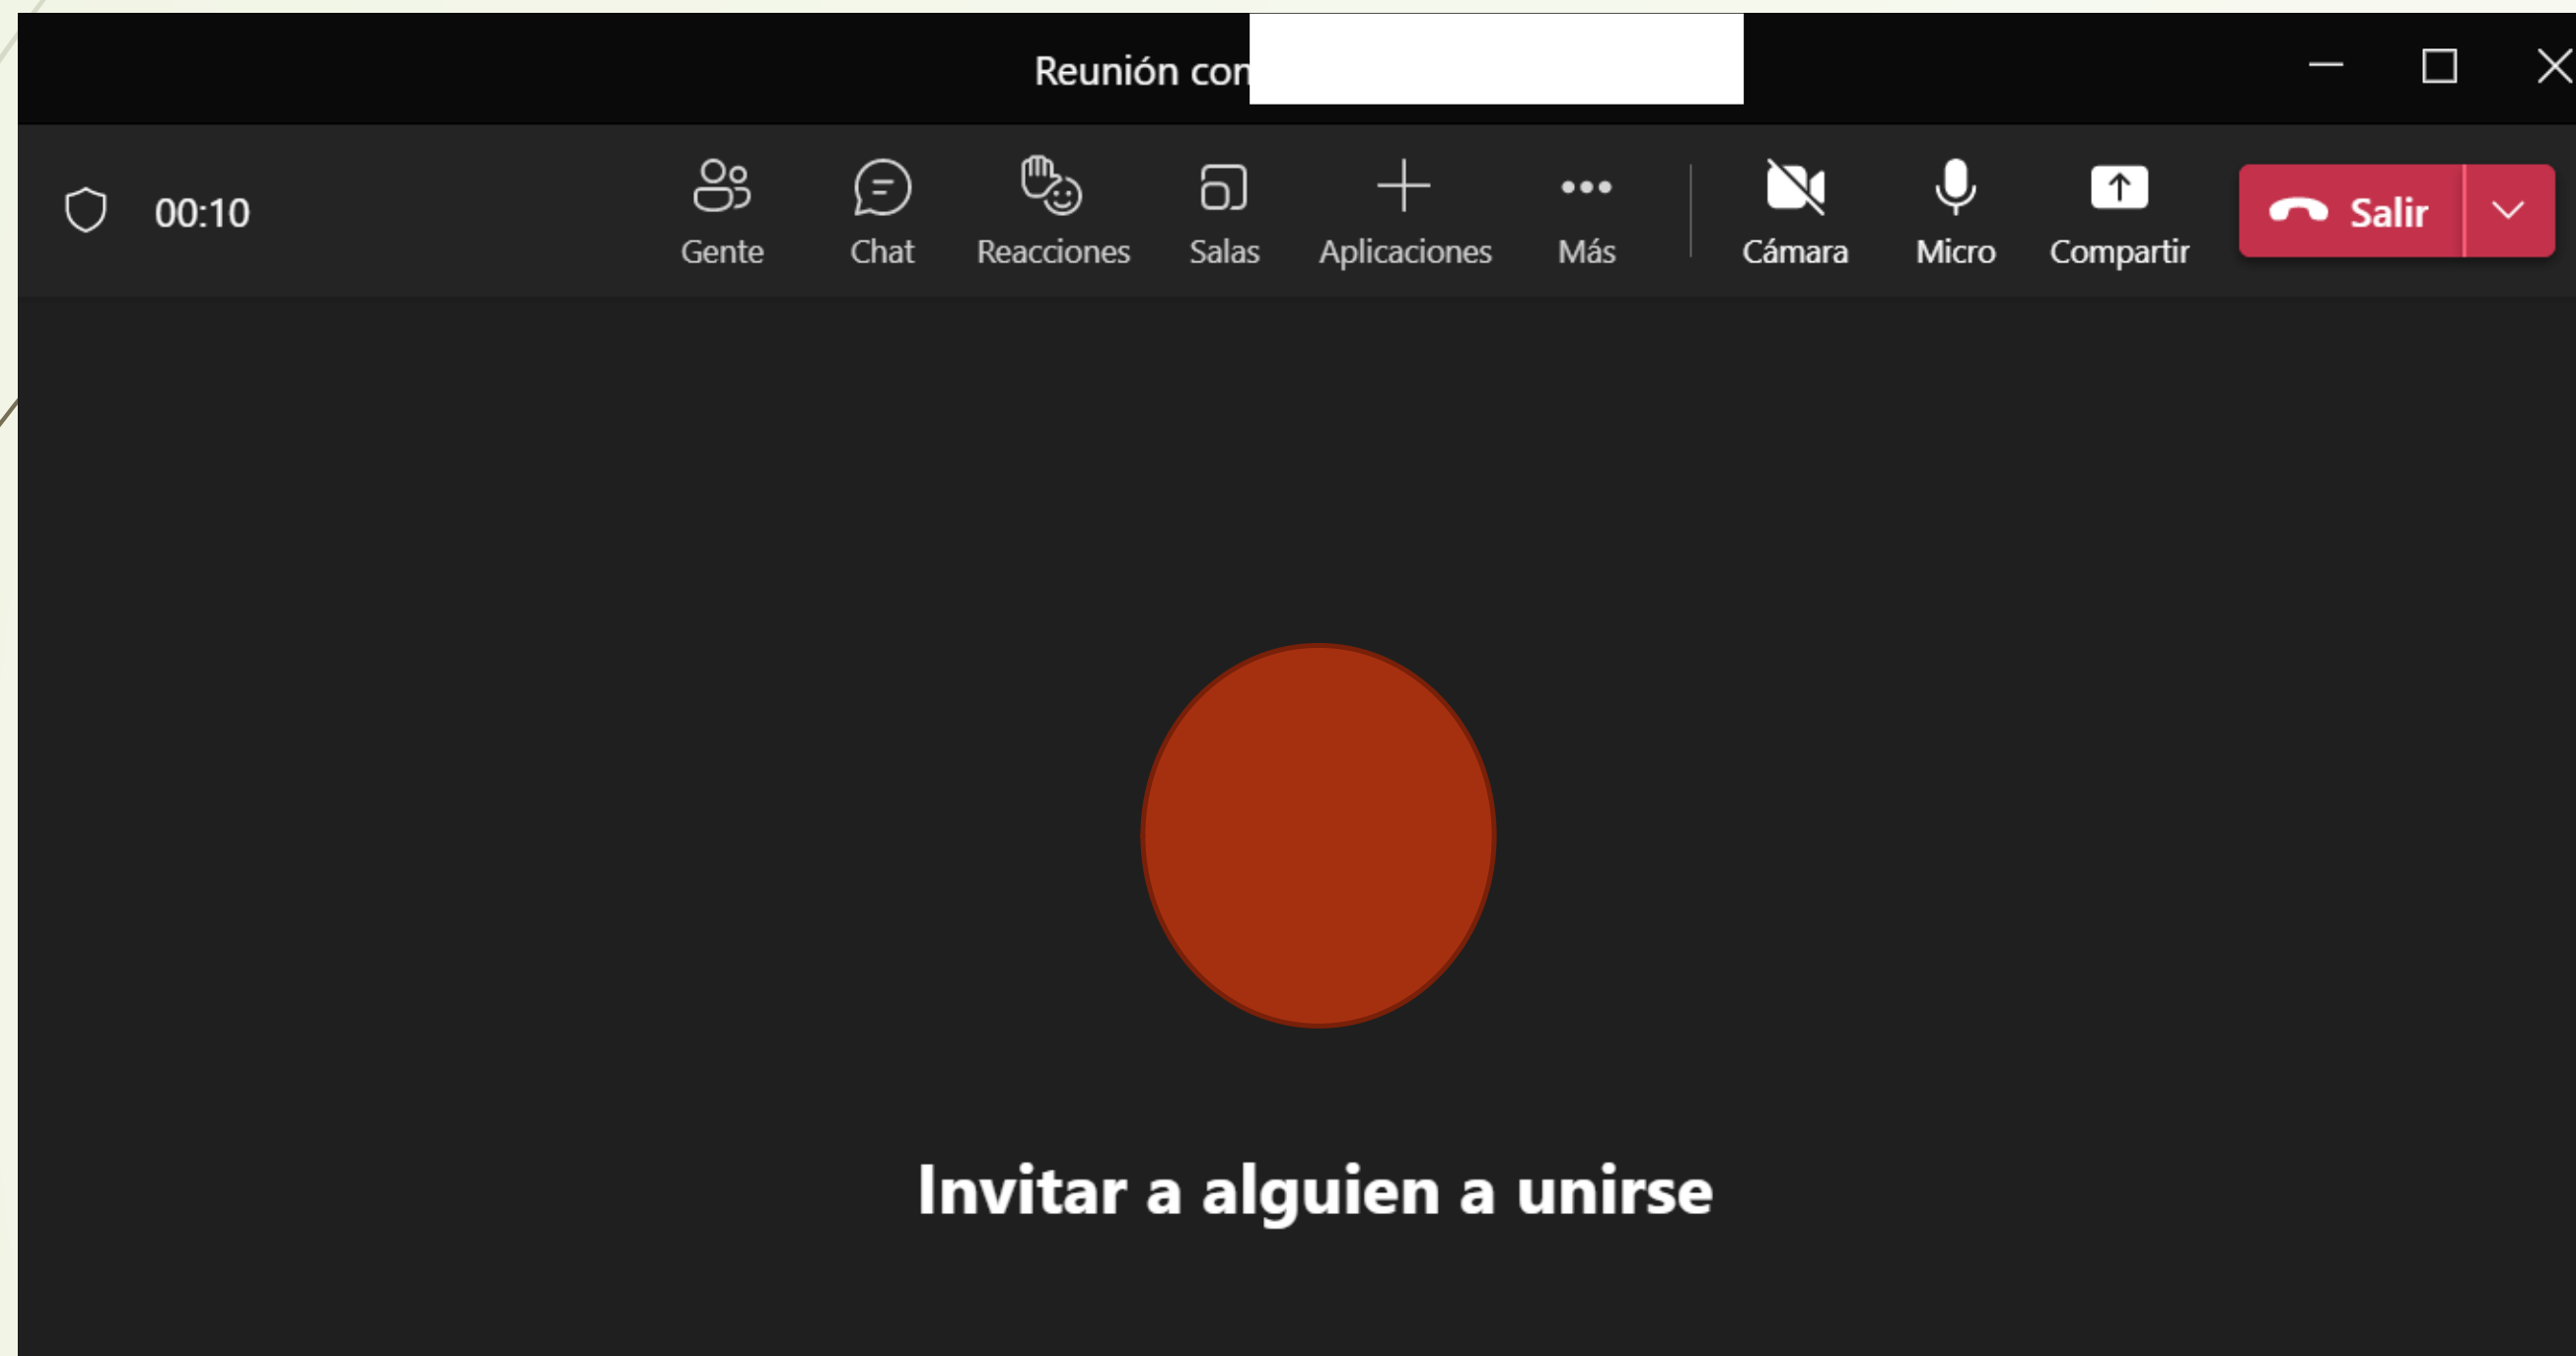 Reunión con
00:10
Gente Chat Reacciones Salas Aplicaciones Más Cámara Micro Compartir Salir
Invitar a alguien a unirse